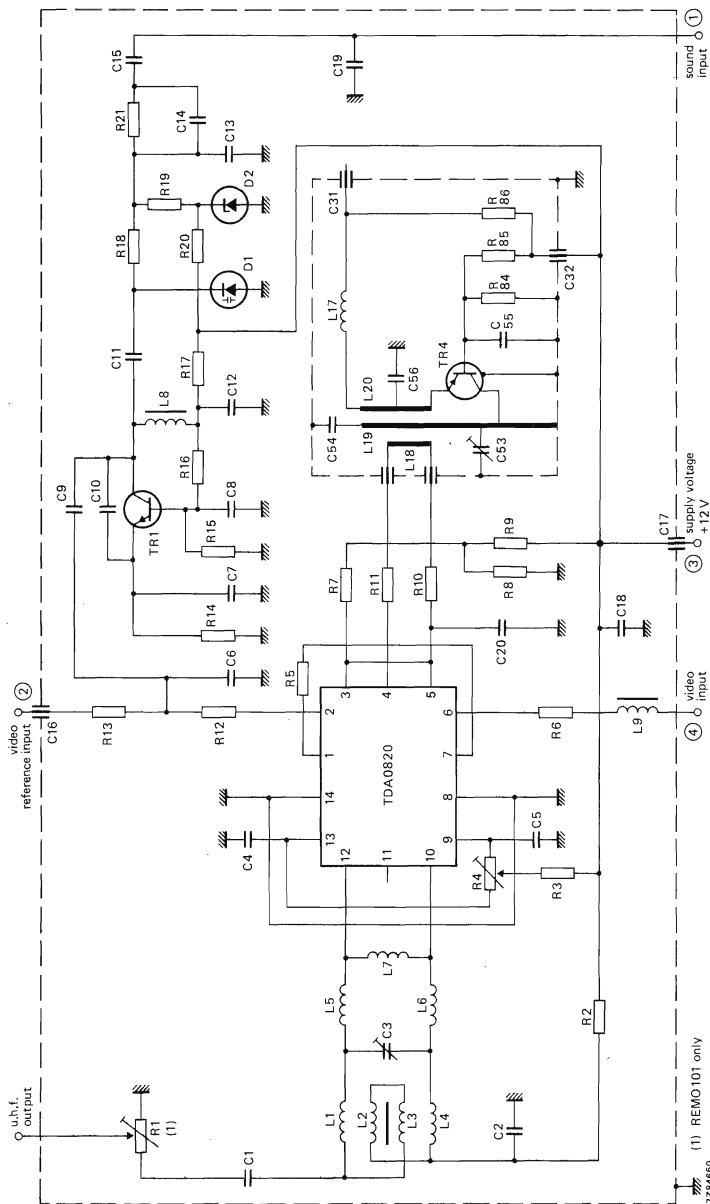 u.h.f. output
R1
(1)
C1
video reference input
②
C16
R13
R12
C6
R14
C7
R15
C8
C9
C10
TR1
R16
C12
L8
R17
C11
R18
R20
D1
R19
D2
R21
C14
C13
C15
C19
sound input ①
L1
L2
L3
L4
C2
C3
L5
L6
L7
C4
12
13
14
1
2
11
TDA0820
3
4
5
10
9
8
7
6
R5
R4
C5
R3
R2
R7
R11
R10
C20
R8
R9
R6
L9
video input
④
C18
C17
supply voltage +12 V
③
C54
L20
L19
L18
C53
C56
L17
TR4
C 55
R 84
R 85
R 86
C31
C32
(1) REMO101 only
7Z84660